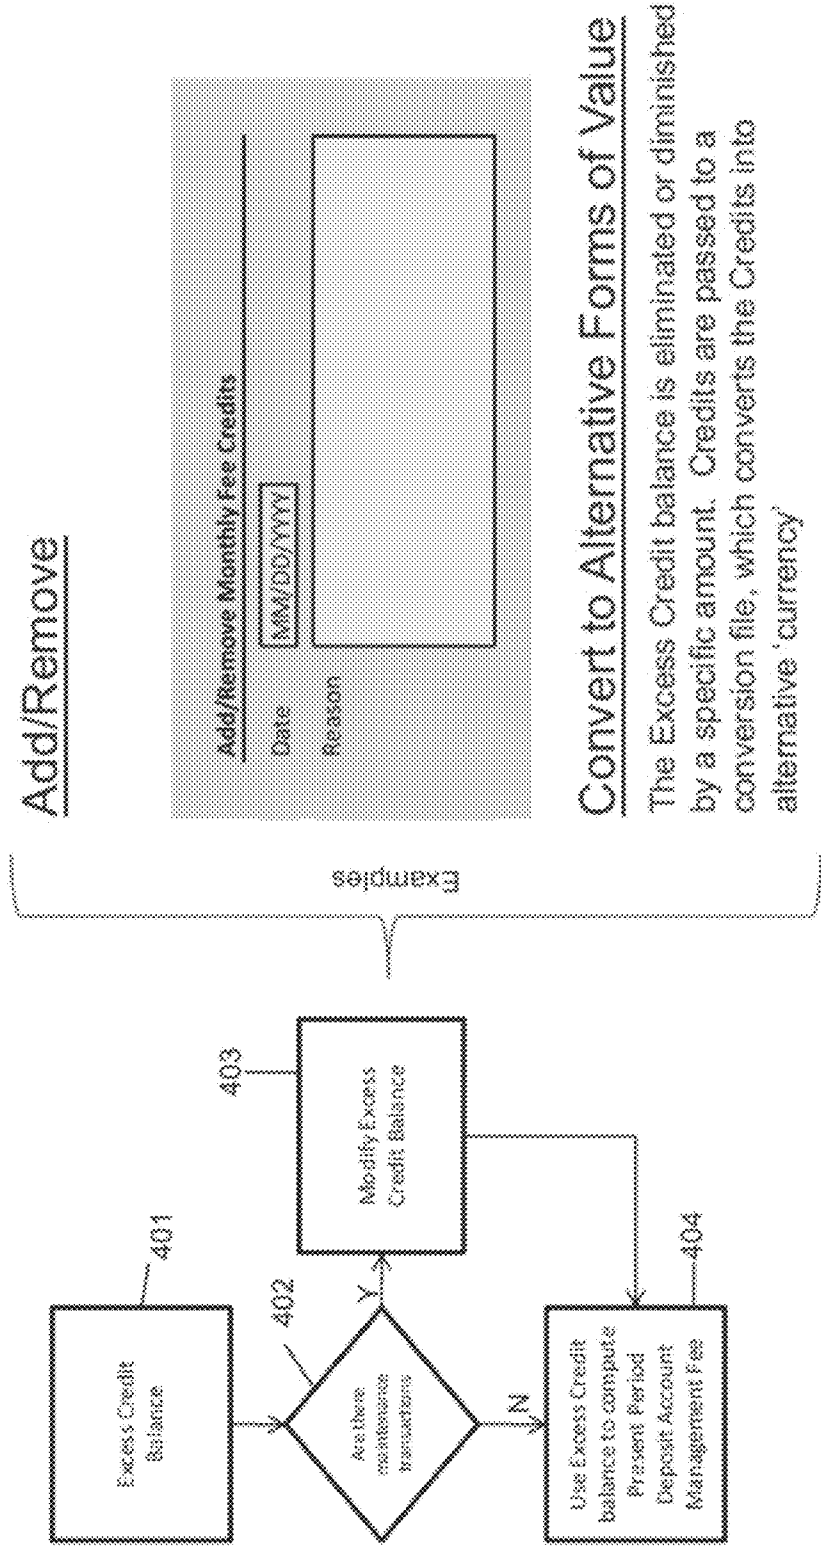 Excess Credit
Balance
401
Are there
maintenance
transactions
402
Y
N
Modify Excess
Credit Balance
403
Use Excess Credit
balance to compute
Present Period
Deposit Account
Management Fee
404
Examples
Add/Remove
Add/Remove Monthly Fee Credits
Date MM/DD/YYYY
Reason
Convert to Alternative Forms of Value
The Excess Credit balance is eliminated or diminished
by a specific amount. Credits are passed to a
conversion file, which converts the Credits into
alternative 'currency'